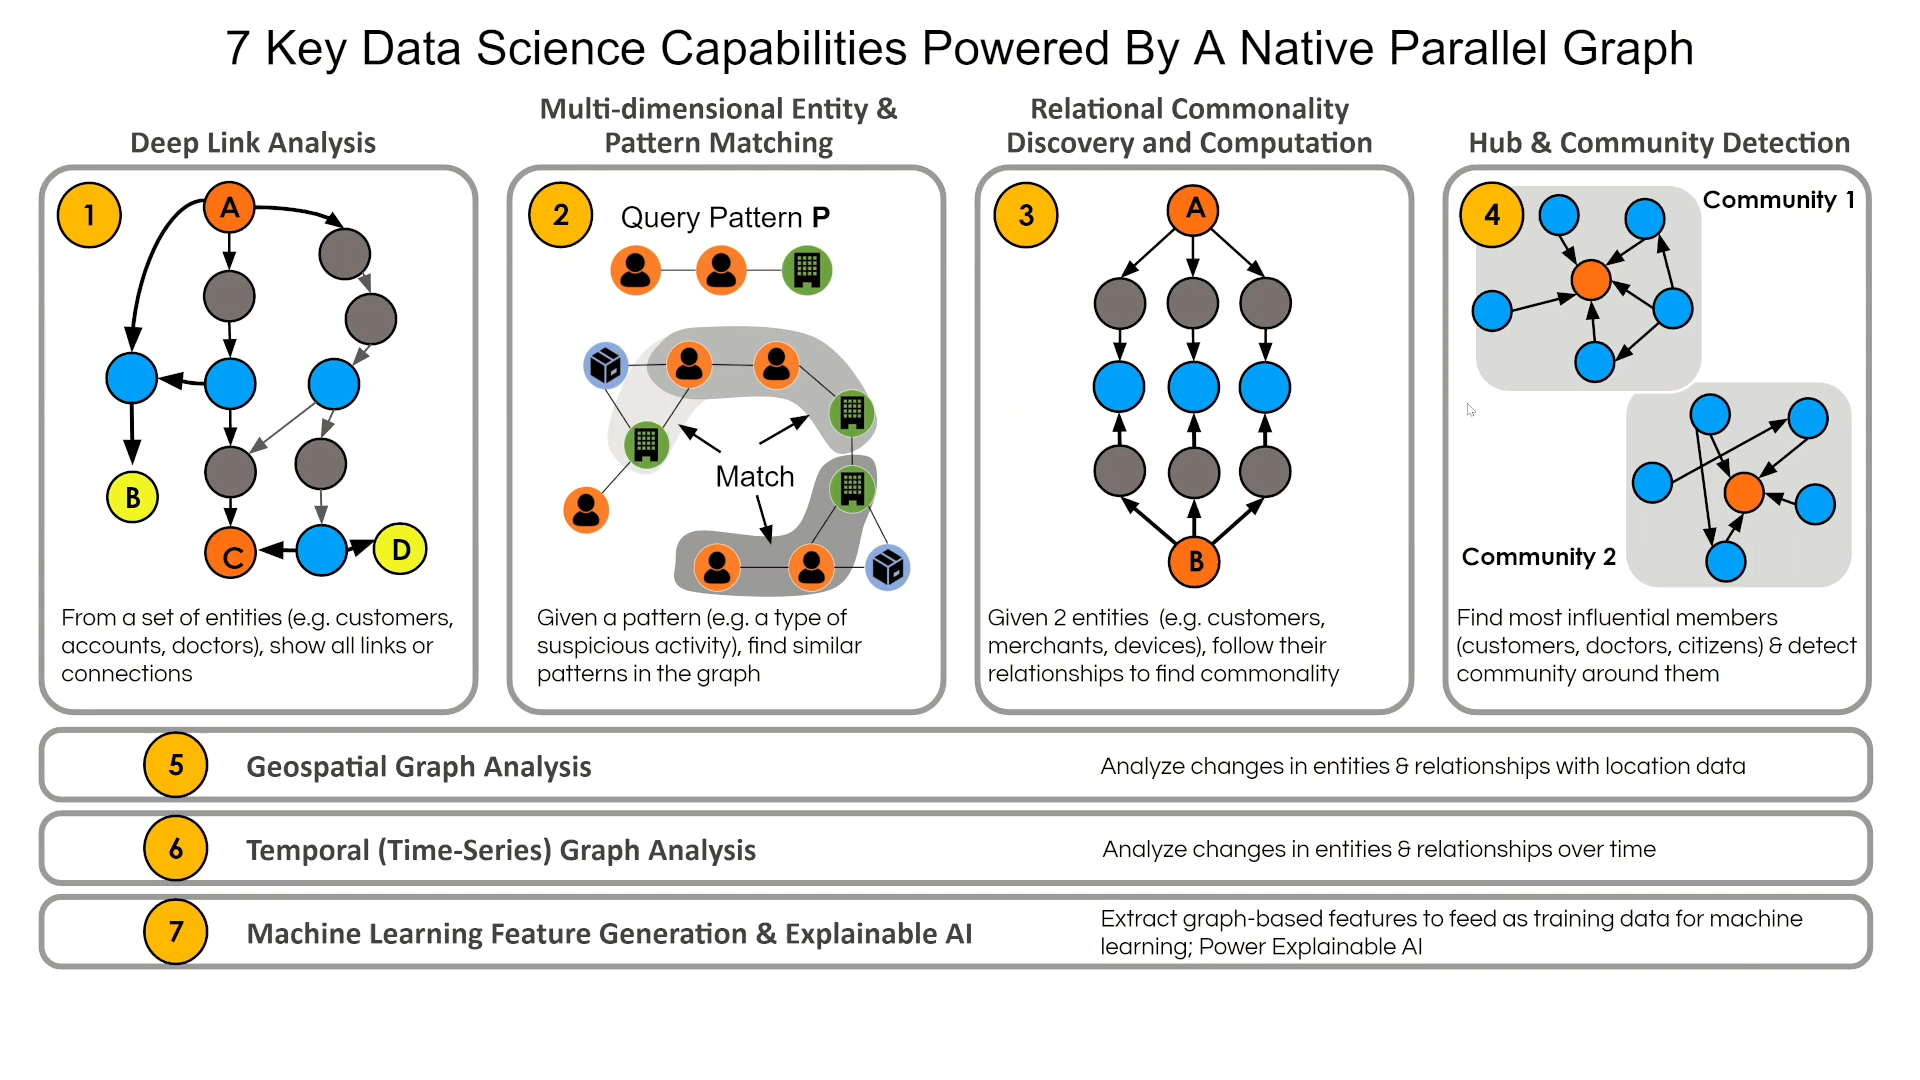 7 Key Data Science Capabilities Powered By A Native Parallel Graph
Deep Link Analysis
1
A
B
C
D
From a set of entities (e.g. customers,
accounts, doctors), show all links or
connections
Multi-dimensional Entity &
Pattern Matching
2
Query Pattern P
Match
Given a pattern (e.g. a type of
suspicious activity), find similar
patterns in the graph
Relational Commonality
Discovery and Computation
3
A
B
Given 2 entities (e.g. customers,
merchants, devices), follow their
relationships to find commonality
Hub & Community Detection
4
Community 1
Community 2
Find most influential members
(customers, doctors, citizens) & detect
community around them
5
Geospatial Graph Analysis
Analyze changes in entities & relationships with location data
6
Temporal (Time-Series) Graph Analysis
Analyze changes in entities & relationships over time
7
Machine Learning Feature Generation & Explainable AI
Extract graph-based features to feed as training data for machine
learning; Power Explainable AI